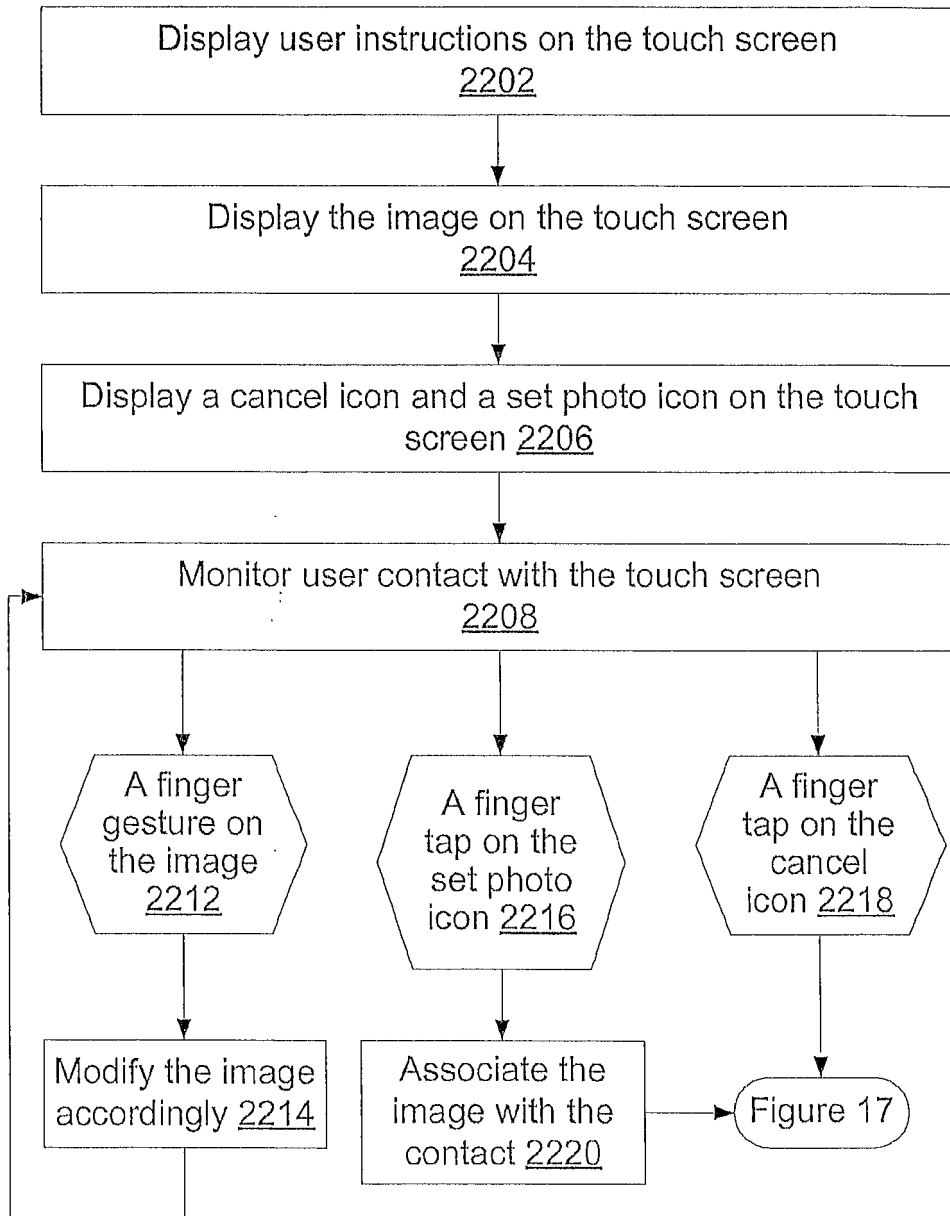 Display user instructions on the touch screen
2202
Display the image on the touch screen
2204
Display a cancel icon and a set photo icon on the touch
screen 2206
Monitor user contact with the touch screen
2208
A finger
gesture on
the image
2212
A finger
tap on the
set photo
icon 2216
A finger
tap on the
cancel
icon 2218
Modify the image
accordingly 2214
Associate the
image with the
contact 2220
Figure 17